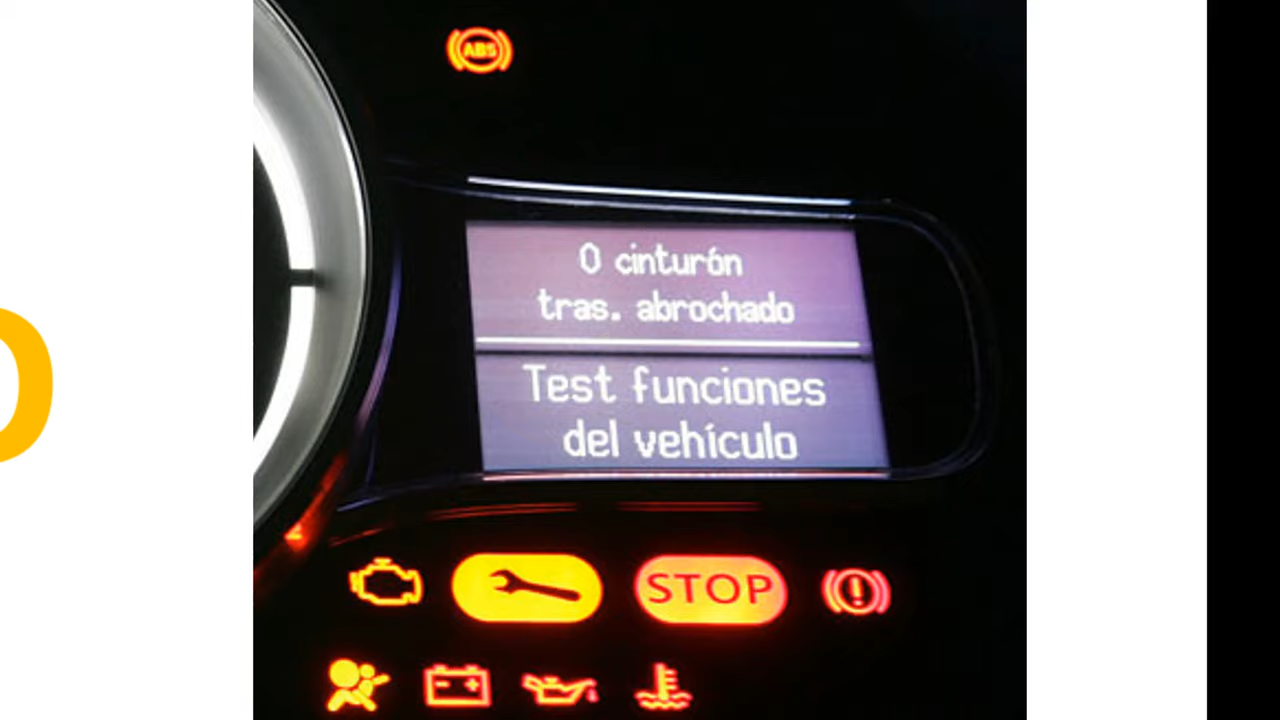 ABS
0 cinturón
tras. abrochado
Test funciones
del vehículo
STOP